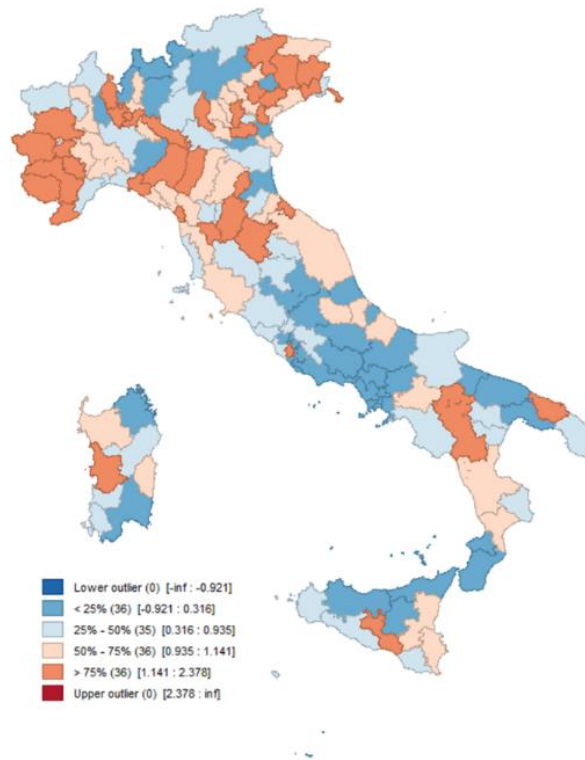 Lower outlier (0) [-inf : -0.921]
< 25% (36) [-0.921 : 0.316]
25% - 50% (35) [0.316 : 0.935]
50% - 75% (36) [0.935 : 1.141]
> 75% (36) [1.141 : 2.378]
Upper outlier (0) [2.378 : inf]